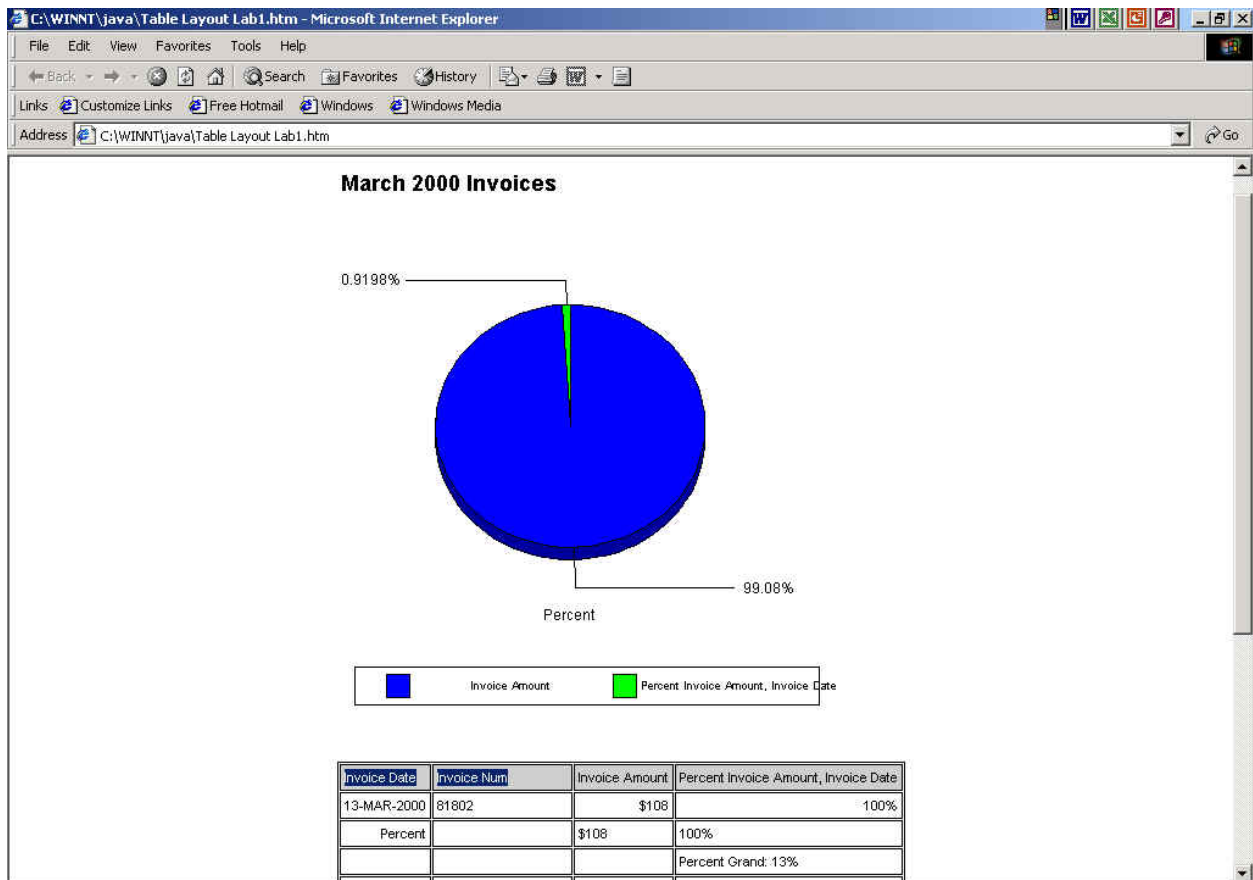 C:\WINNT\java\Table Layout Lab1.htm - Microsoft Internet Explorer
File Edit View Favorites Tools Help
Back Search Favorites History
Links Customize Links Free Hotmail Windows Windows Media
Address C:\WINNT\java\Table Layout Lab1.htm Go
March 2000 Invoices
0.9198%
99.08%
Percent
Invoice Amount Percent Invoice Amount, Invoice Date
Invoice Date Invoice Num Invoice Amount Percent Invoice Amount, Invoice Date
13-MAR-2000 81802 $108 100%
Percent $108 100%
Percent Grand: 13%